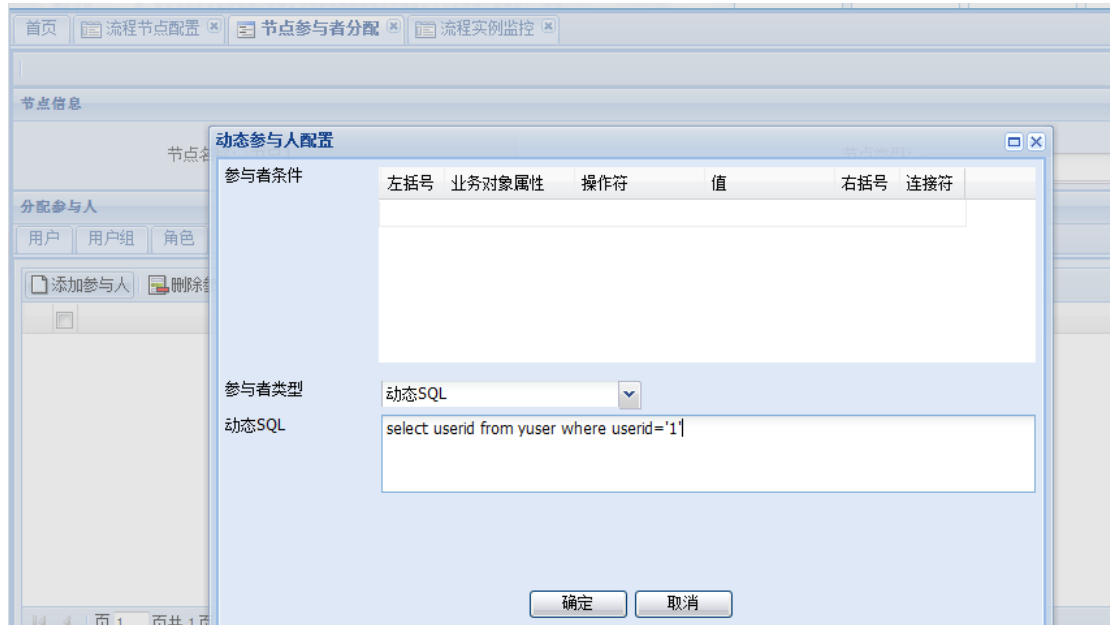 首页 流程节点配置 节点参与者分配 流程实例监控
节点信息
节点名
动态参与人配置
参与者条件
左括号 业务对象属性 操作符 值 右括号 连接符
分配参与人
用户 用户组 角色
添加参与人 删除
参与者类型
动态SQL
动态SQL
select userid from yuser where userid='1'
确定 取消
页 1 页共 1 页